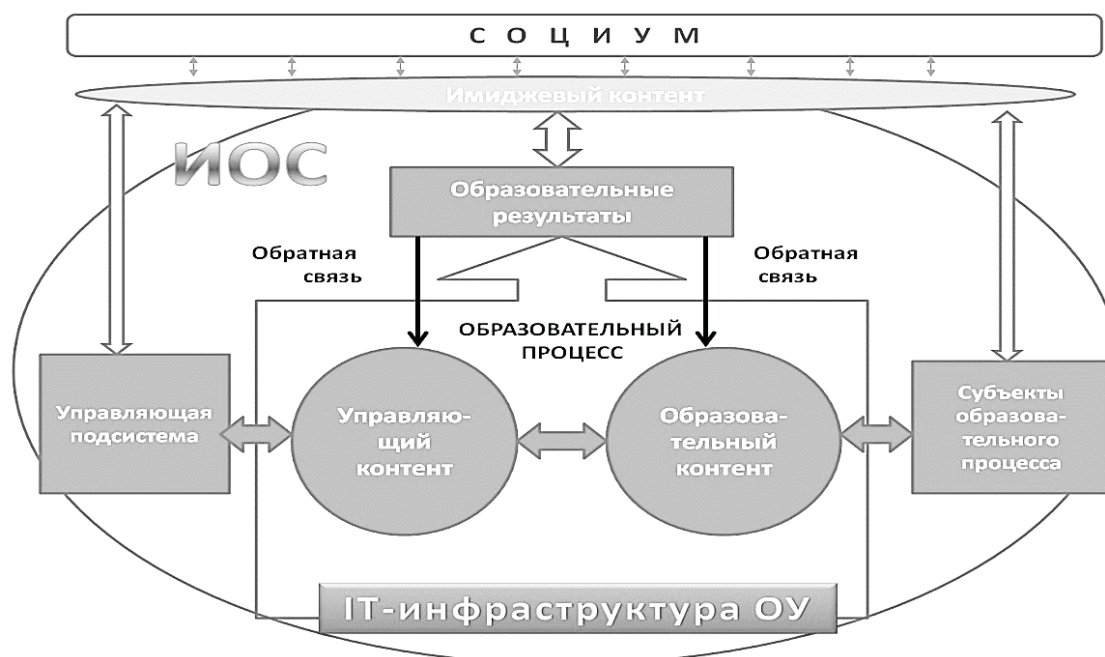 С О Ц И У М
Имиджевый контент
ИОС
Образовательные
результаты
Обратная
связь
Обратная
связь
ОБРАЗОВАТЕЛЬНЫЙ
ПРОЦЕСС
Управляющая
подсистема
Управляю-
щий
контент
Образова-
тельный
контент
Субъекты
образова-
тельного
процесса
IT-инфраструктура ОУ